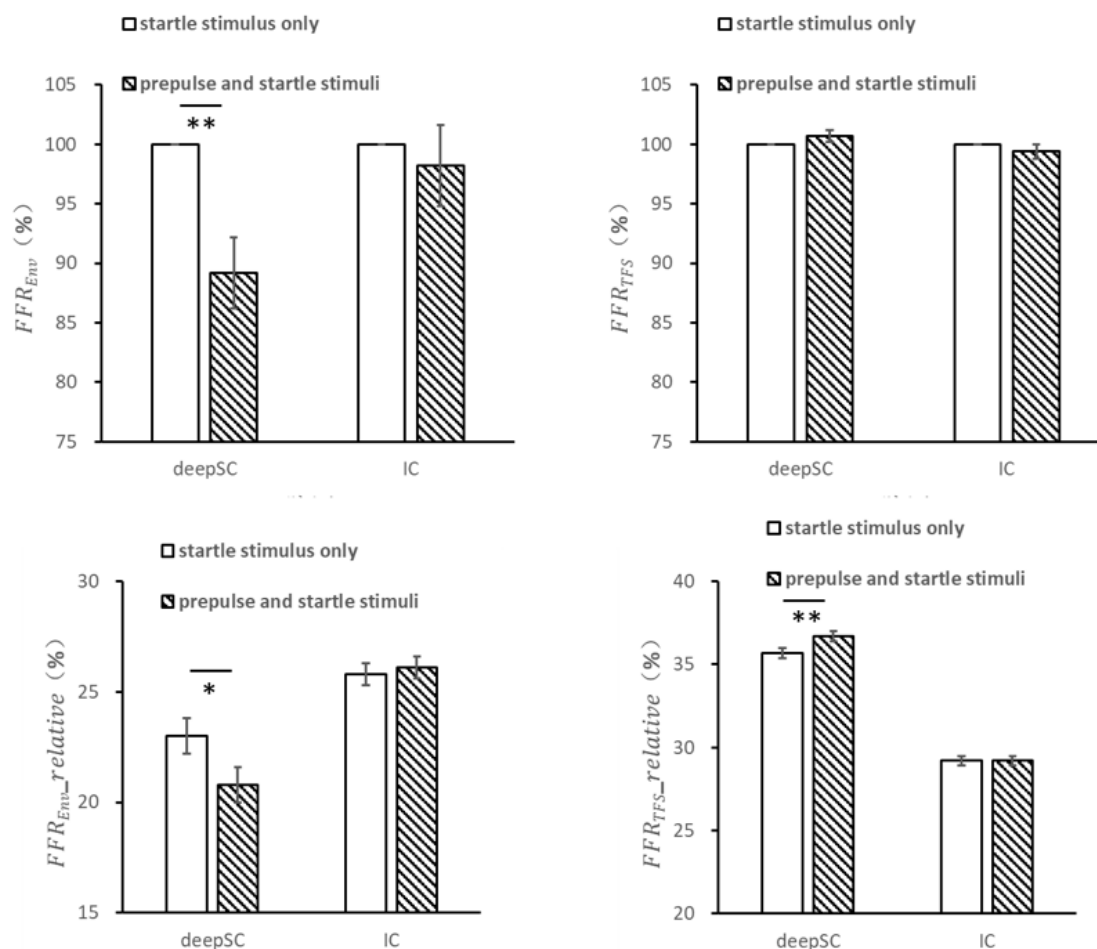 startle stimulus only
prepulse and startle stimuli
**
FFR_Env (%)
105
100
95
90
85
80
75
deepSC
IC
startle stimulus only
prepulse and startle stimuli
FFR_TFS (%)
105
100
95
90
85
80
75
deepSC
IC
startle stimulus only
prepulse and startle stimuli
*
FFR_Env_relative (%)
30
25
20
15
deepSC
IC
startle stimulus only
prepulse and startle stimuli
**
FFR_TFS_relative (%)
40
35
30
25
20
deepSC
IC